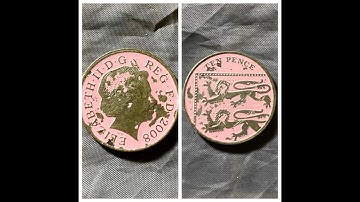 ELIZABETH·II·D·G REG·F·D·2008
TEN PENCE